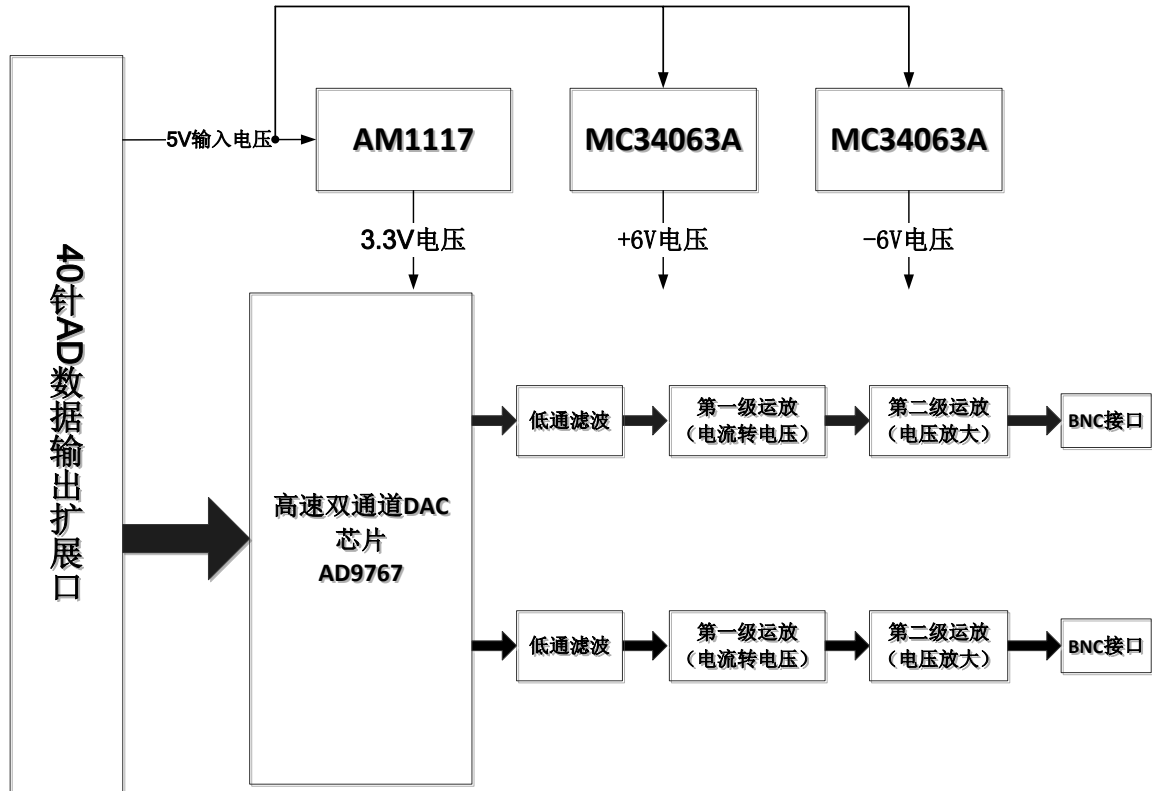 5V输入电压
AM1117
MC34063A
MC34063A
3.3V电压
+6V电压
-6V电压
40针AD数据输出扩展口
高速双通道DAC
芯片
AD9767
低通滤波
第一级运放
（电流转电压）
第二级运放
（电压放大）
BNC接口
低通滤波
第一级运放
（电流转电压）
第二级运放
（电压放大）
BNC接口